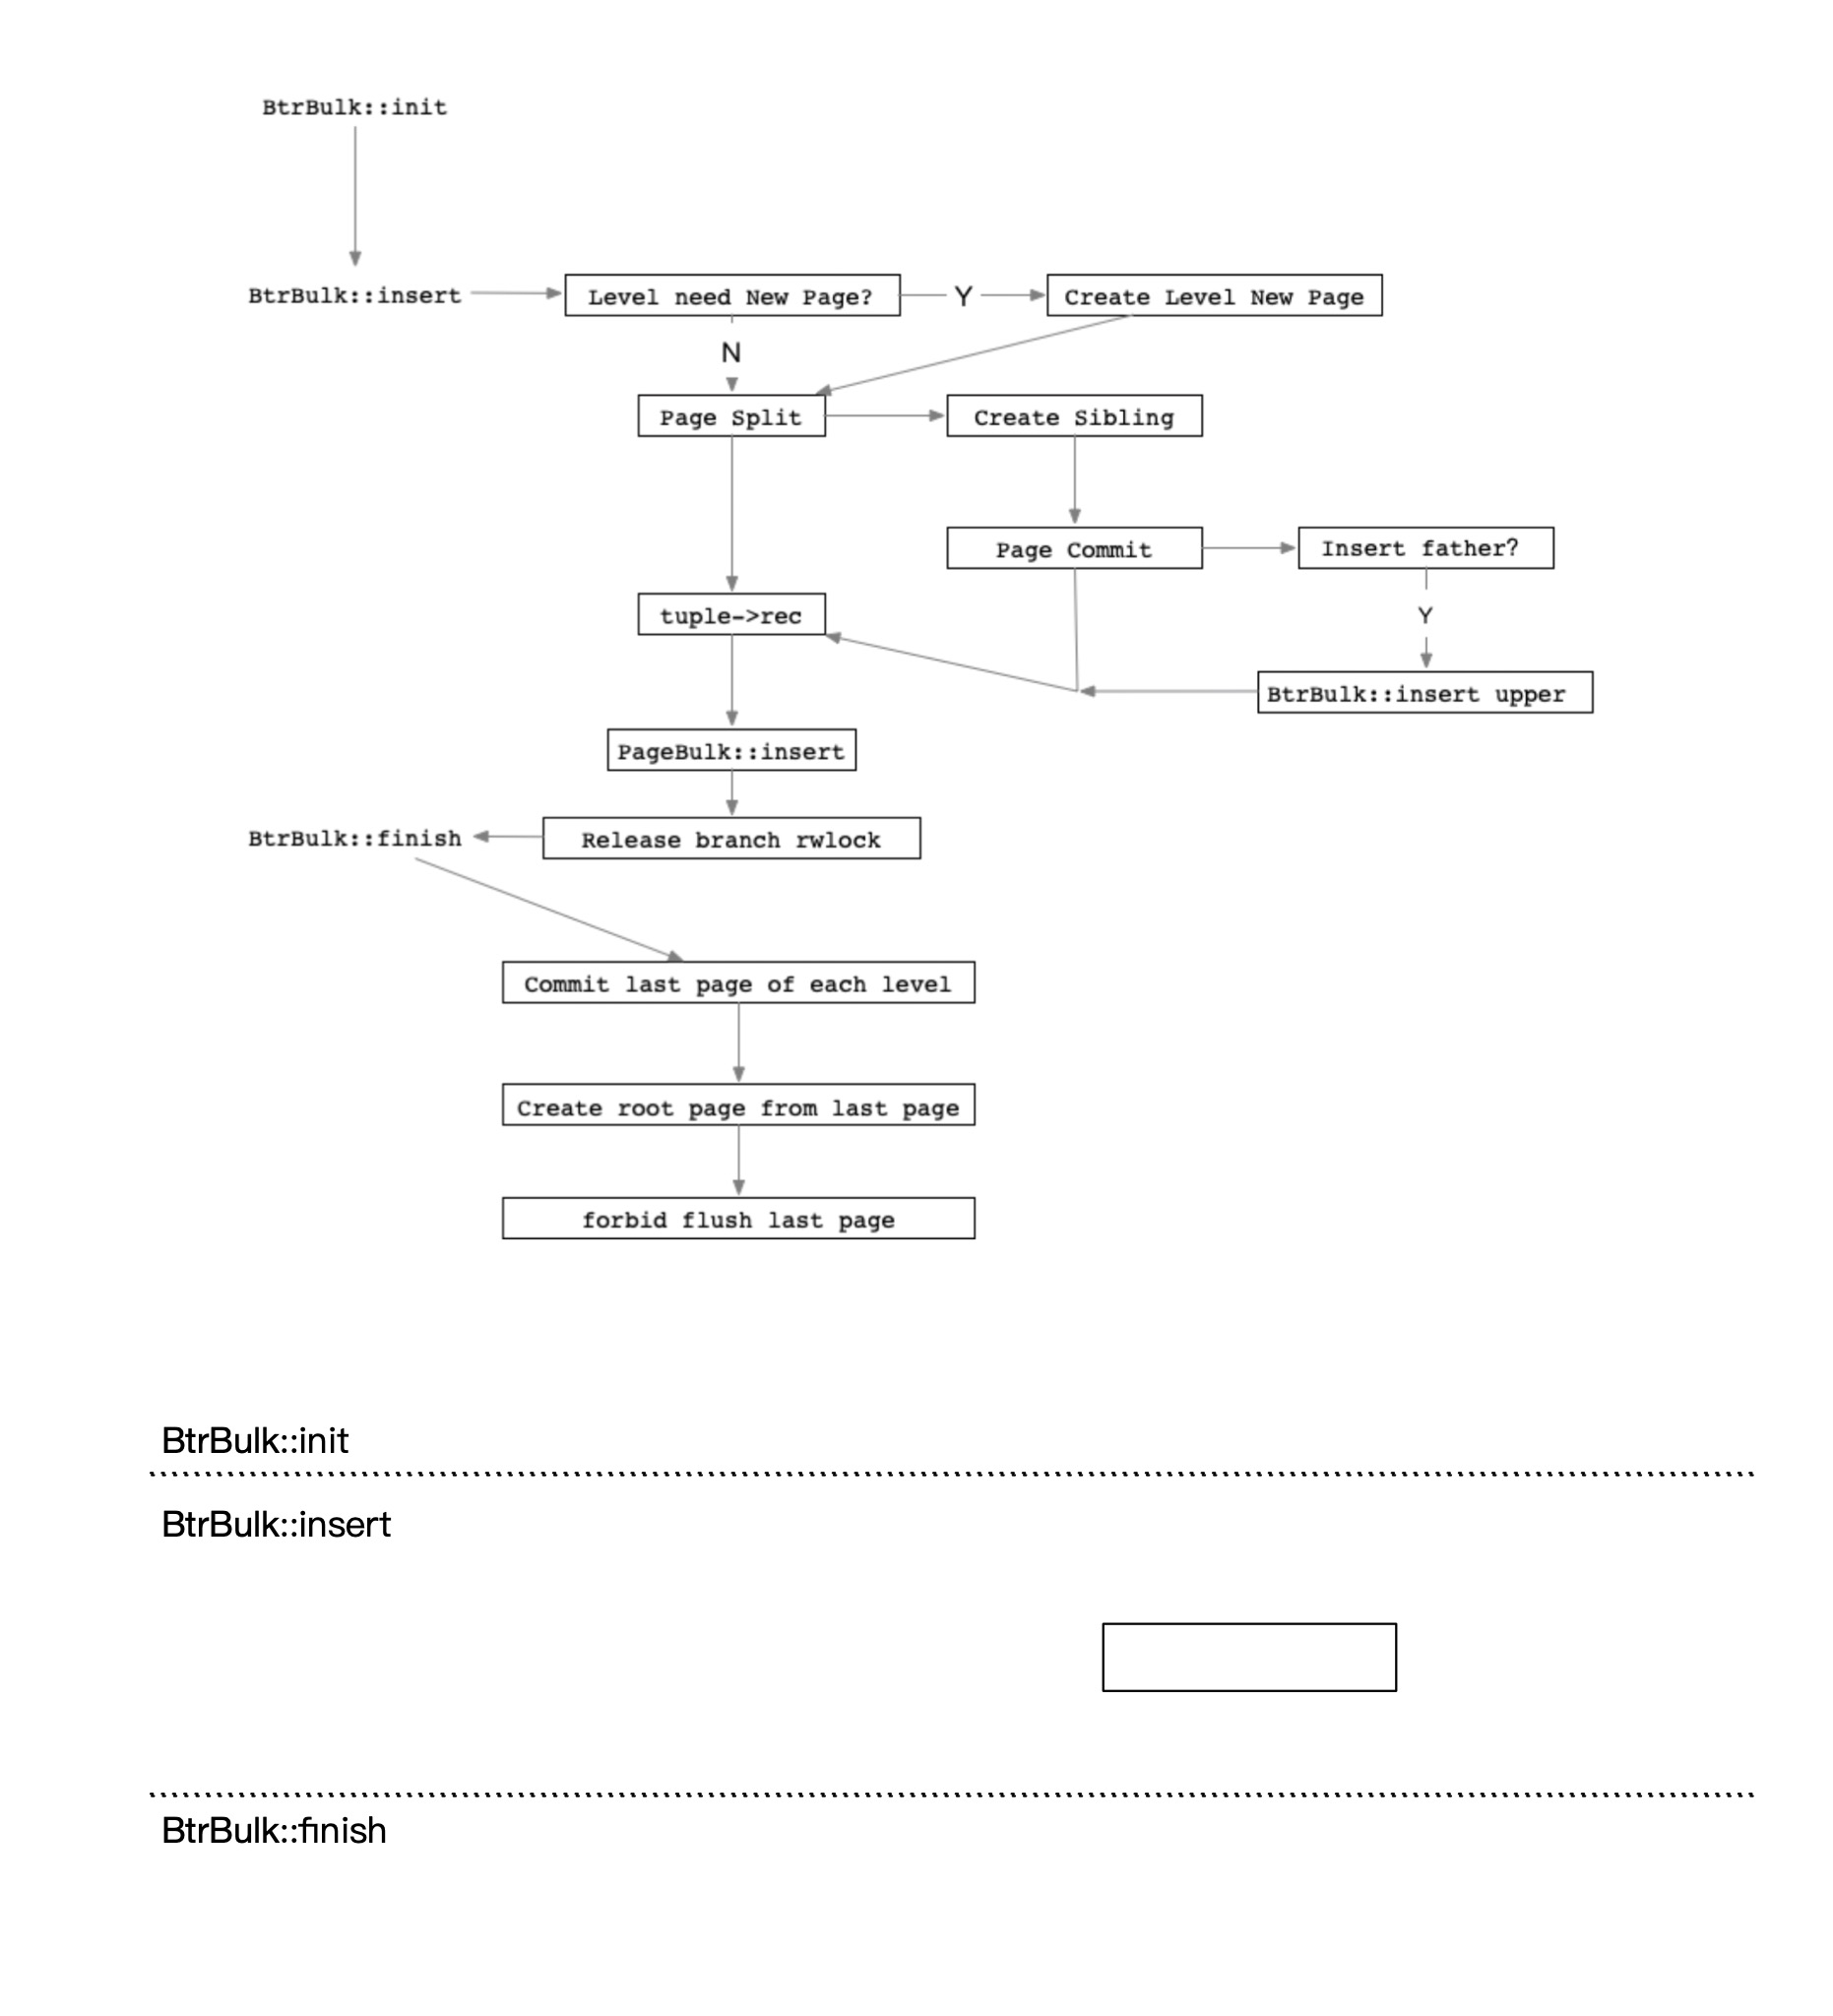 BtrBulk::init
BtrBulk::insert
Level need New Page?
Y
Create Level New Page
N
Page Split
Create Sibling
Page Commit
Insert father?
tuple->rec
Y
BtrBulk::insert upper
PageBulk::insert
BtrBulk::finish
Release branch rwlock
Commit last page of each level
Create root page from last page
forbid flush last page
BtrBulk::init
BtrBulk::insert
BtrBulk::finish